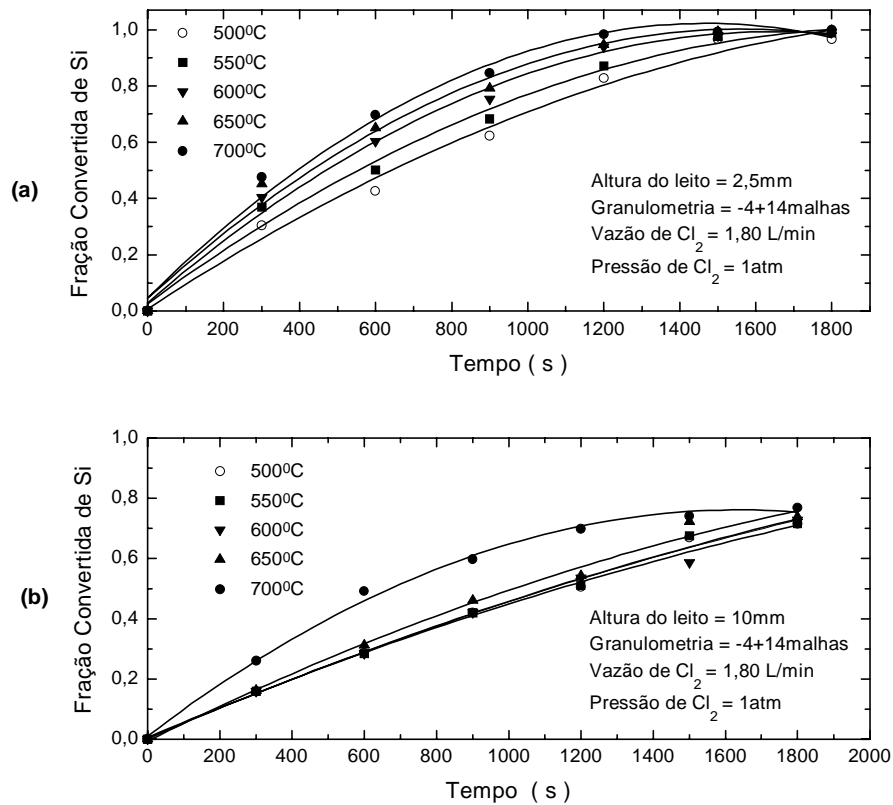 (a)
Fração Convertida de Si
1,0
0,8
0,6
0,4
0,2
0,0
500⁰C
550⁰C
600⁰C
650⁰C
700⁰C
Altura do leito = 2,5mm
Granulometria = -4+14malhas
Vazão de Cl₂ = 1,80 L/min
Pressão de Cl₂ = 1atm
0 200 400 600 800 1000 1200 1400 1600 1800
Tempo ( s )
(b)
Fração Convertida de Si
1,0
0,8
0,6
0,4
0,2
0,0
500⁰C
550⁰C
600⁰C
650⁰C
700⁰C
Altura do leito = 10mm
Granulometria = -4+14malhas
Vazão de Cl₂ = 1,80 L/min
Pressão de Cl₂ = 1atm
0 200 400 600 800 1000 1200 1400 1600 1800 2000
Tempo ( s )